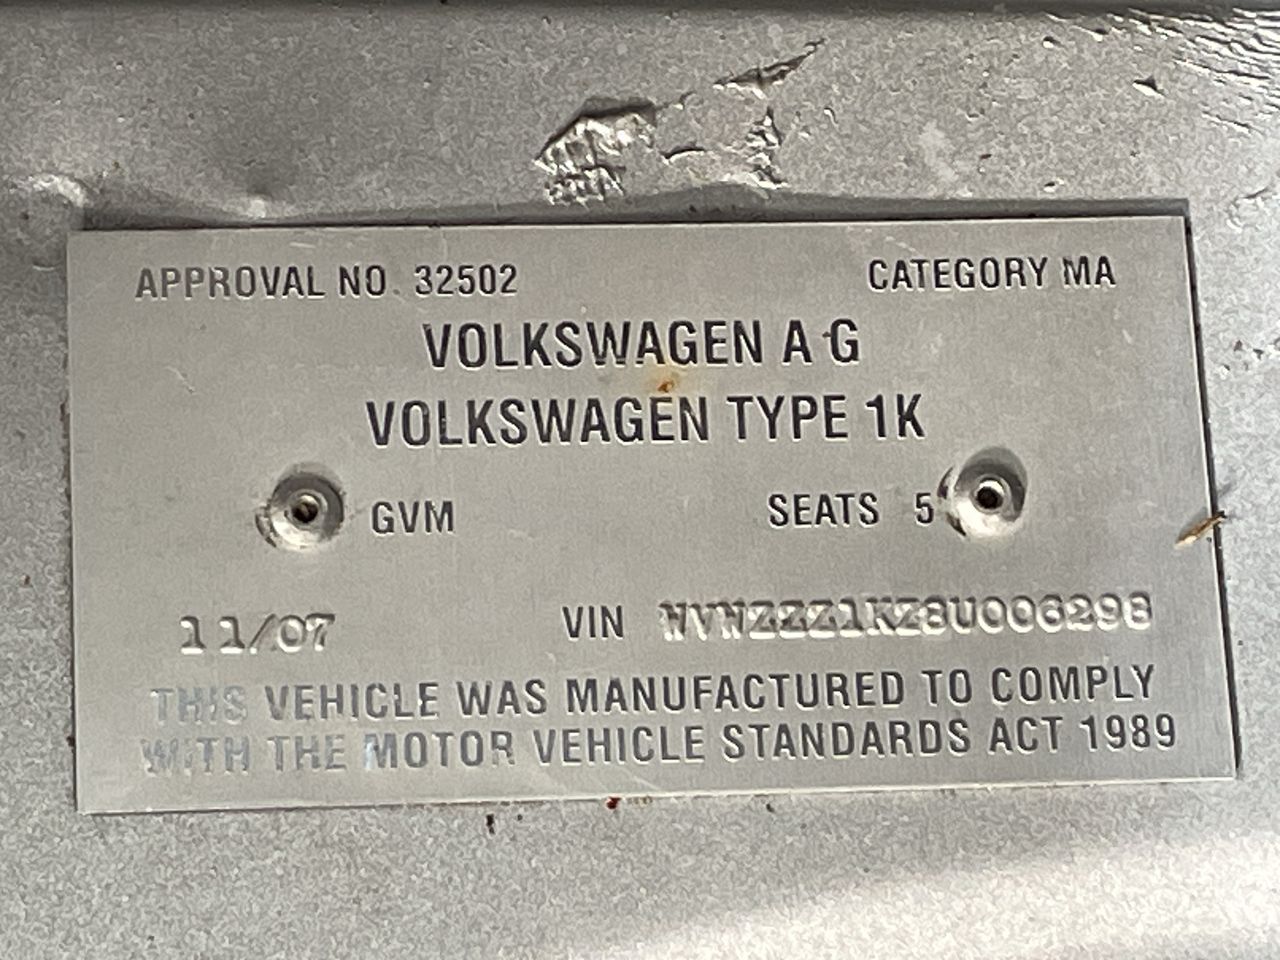 APPROVAL NO. 32502 CATEGORY MA
VOLKSWAGEN A G
VOLKSWAGEN TYPE 1K
GVM SEATS 5
11/07 VIN WVWZZZ1KZ8U006298
THIS VEHICLE WAS MANUFACTURED TO COMPLY
WITH THE MOTOR VEHICLE STANDARDS ACT 1989